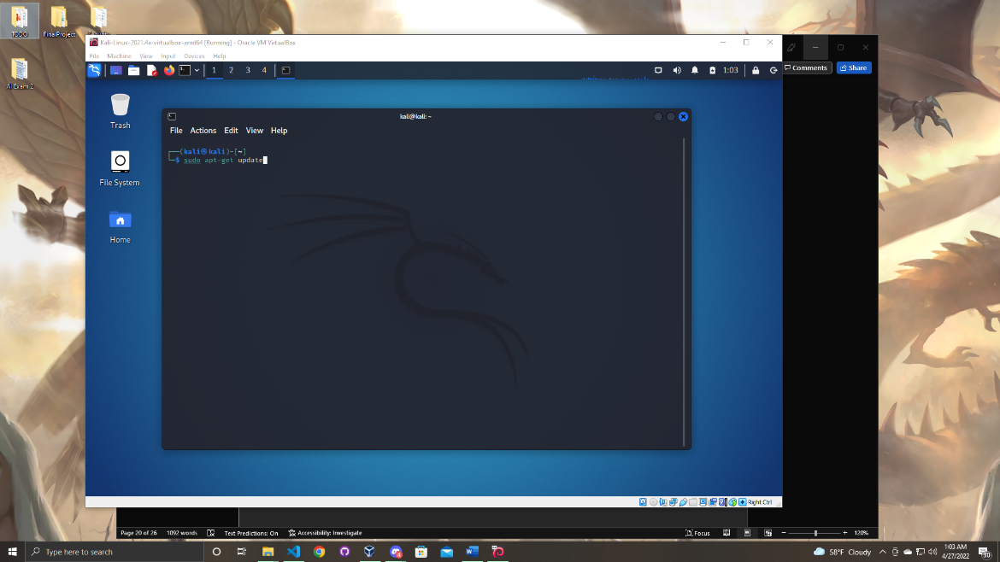 TODO
Final Project
AI Exam 2
Kali-Linux-2021.4a-virtualbox-amd64 [Running] - Oracle VM VirtualBox
File Machine View Input Devices Help
1 2 3 4
1:03
Comments
Share
Trash
File System
Home
kali@kali: ~
File Actions Edit View Help
┌──(kali㉿kali)-[~]
└─$ sudo apt-get update
Right Ctrl
Page 20 of 26 1092 words Text Predictions: On Accessibility: Investigate
Focus
120%
Type here to search
4
58°F Cloudy
1:03 AM
4/27/2022
30